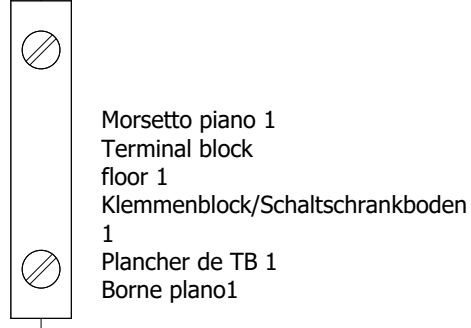 Morsetto piano 1
Terminal block
floor 1
Klemmenblock/Schaltschrankboden
1
Plancher de TB 1
Borne plano1